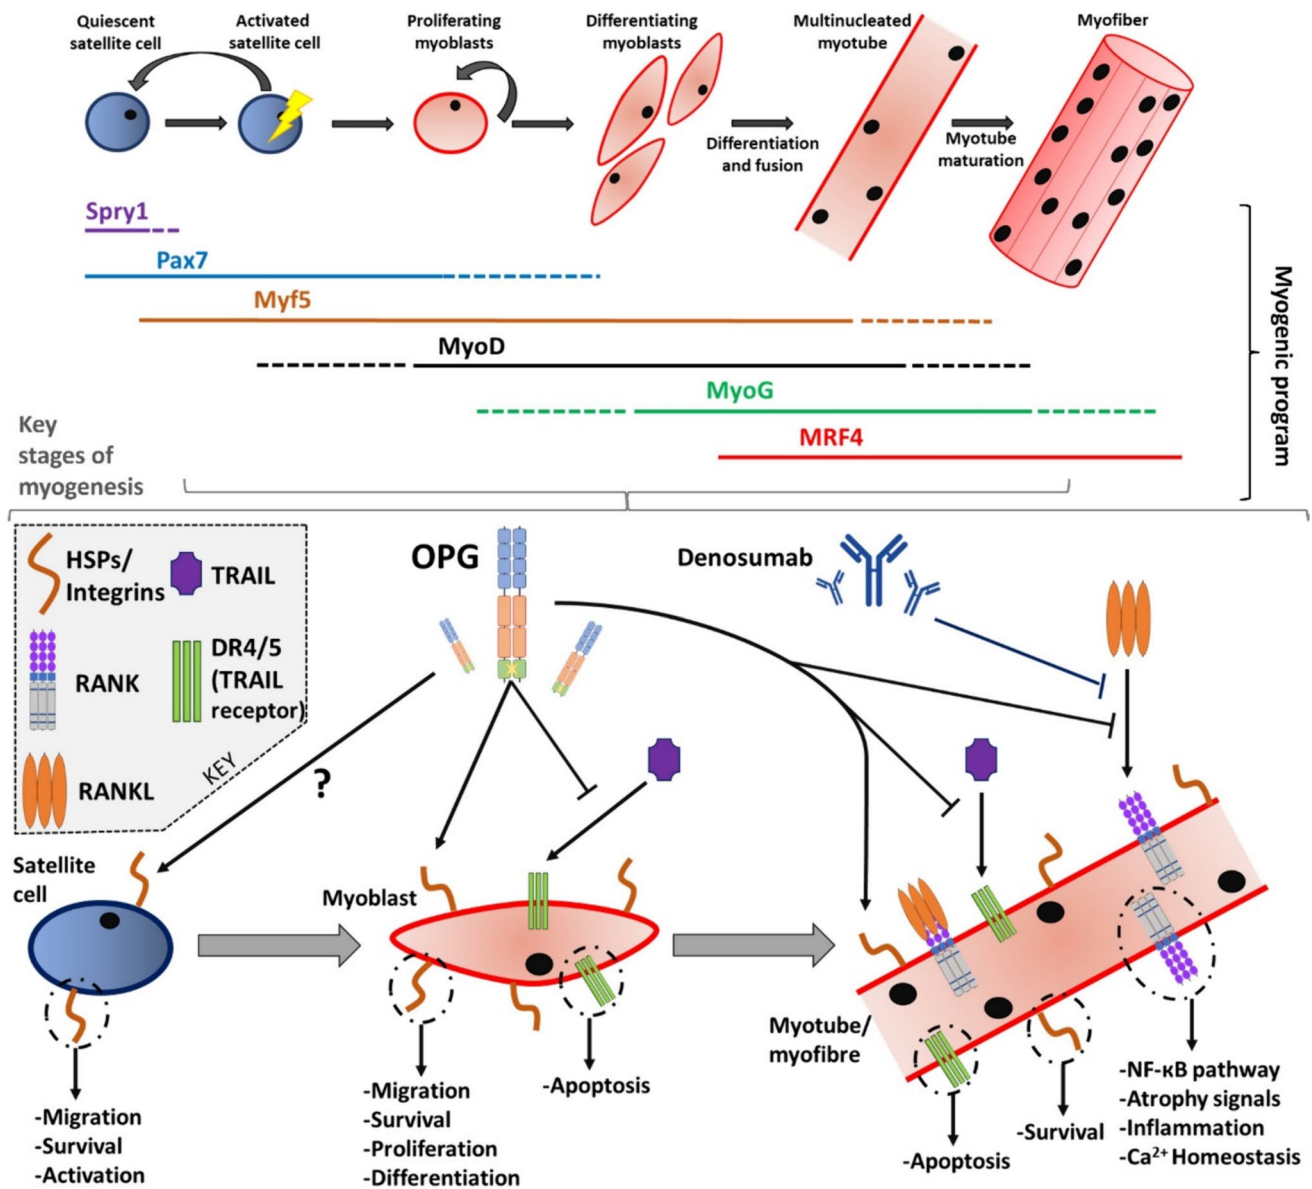 Quiescent
satellite cell
Activated
satellite cell
Proliferating
myoblasts
Differentiating
myoblasts
Multinucleated
myotube
Myofiber
Differentiation
and fusion
Myotube
maturation
Spry1
Pax7
Myf5
MyoD
MyoG
MRF4
Myogenic program
Key
stages of
myogenesis
HSPs/
Integrins
TRAIL
RANK
DR4/5
(TRAIL
receptor)
RANKL
KEY
OPG
Denosumab
?
Satellite
cell
Myoblast
Myotube/
myofibre
-Migration
-Survival
-Activation
-Migration
-Survival
-Proliferation
-Differentiation
-Apoptosis
-Apoptosis
-Survival
-NF-κB pathway
-Atrophy signals
-Inflammation
-Ca²⁺ Homeostasis